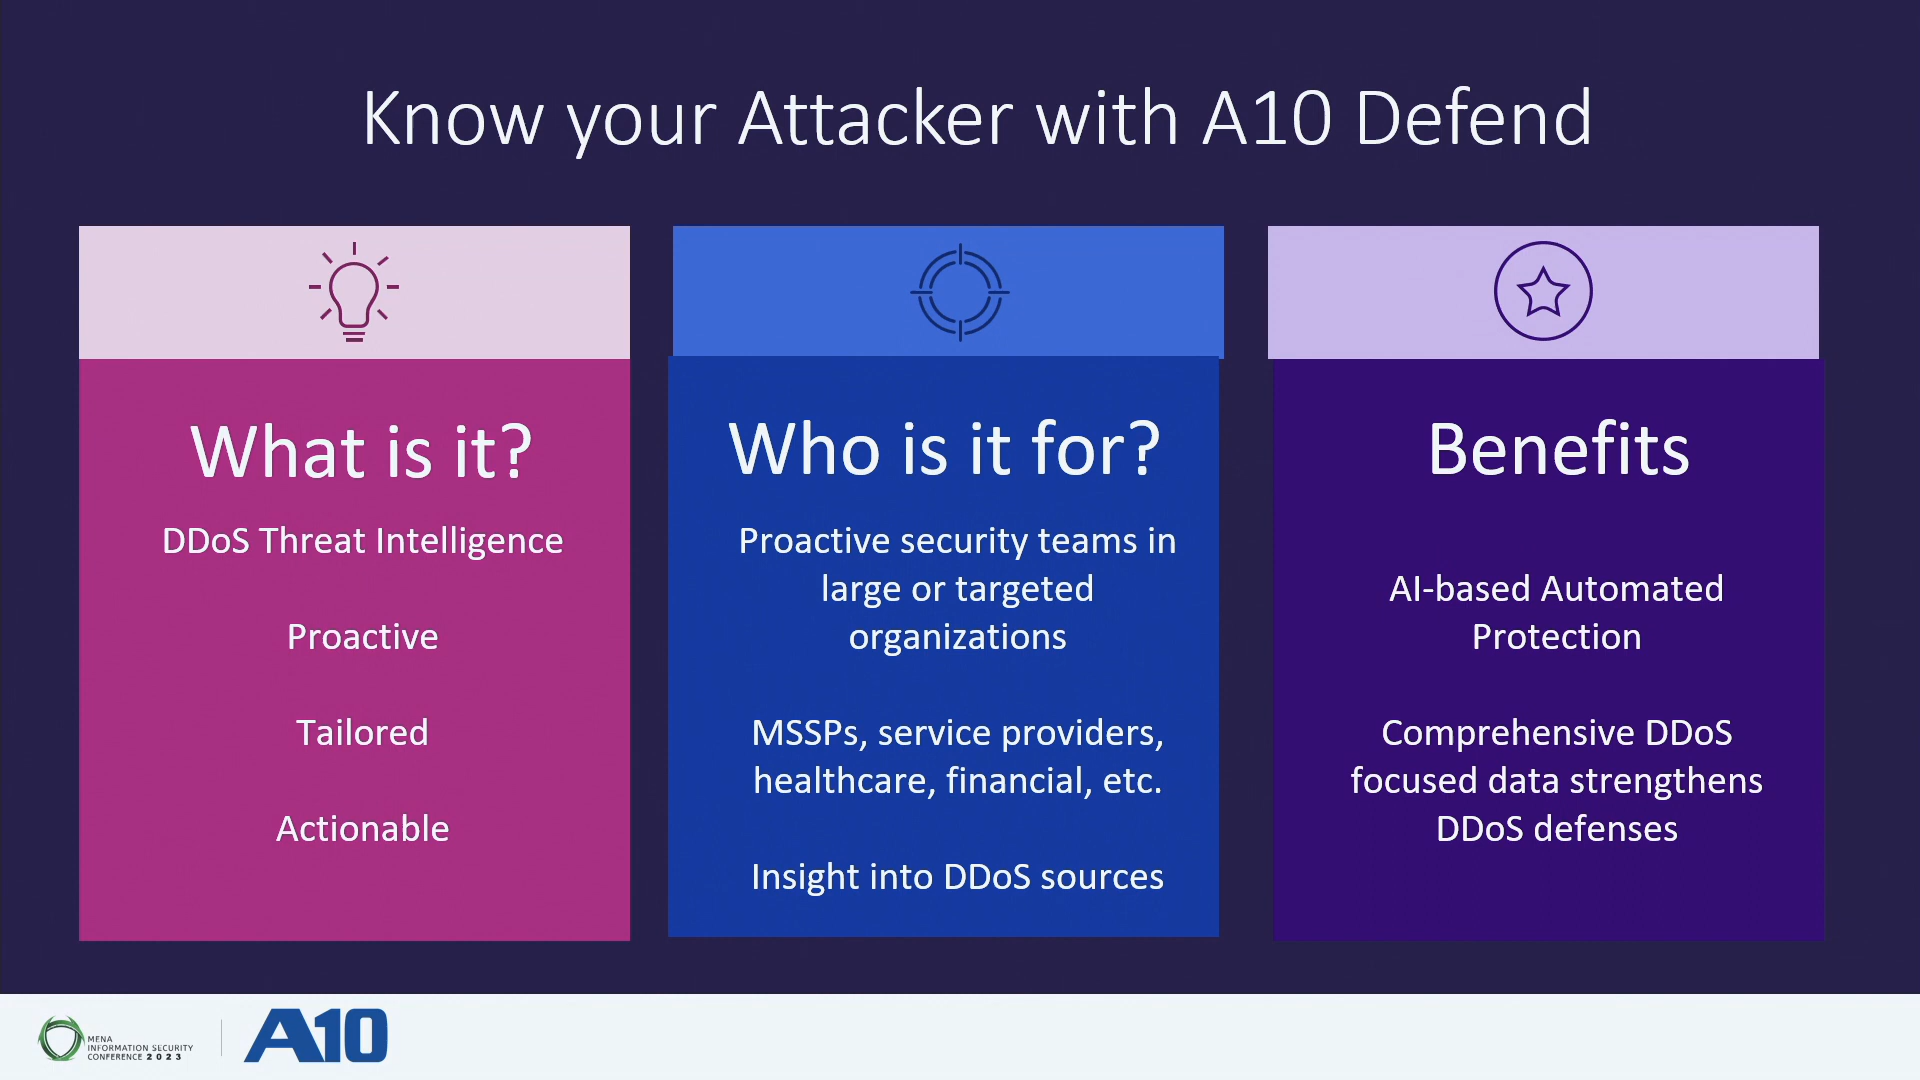 Know your Attacker with A10 Defend
What is it?
DDoS Threat Intelligence
Proactive
Tailored
Actionable
Who is it for?
Proactive security teams in
large or targeted
organizations
MSSPs, service providers,
healthcare, financial, etc.
Insight into DDoS sources
Benefits
AI-based Automated
Protection
Comprehensive DDoS
focused data strengthens
DDoS defenses
MENA
INFORMATION SECURITY
CONFERENCE 2023
A10